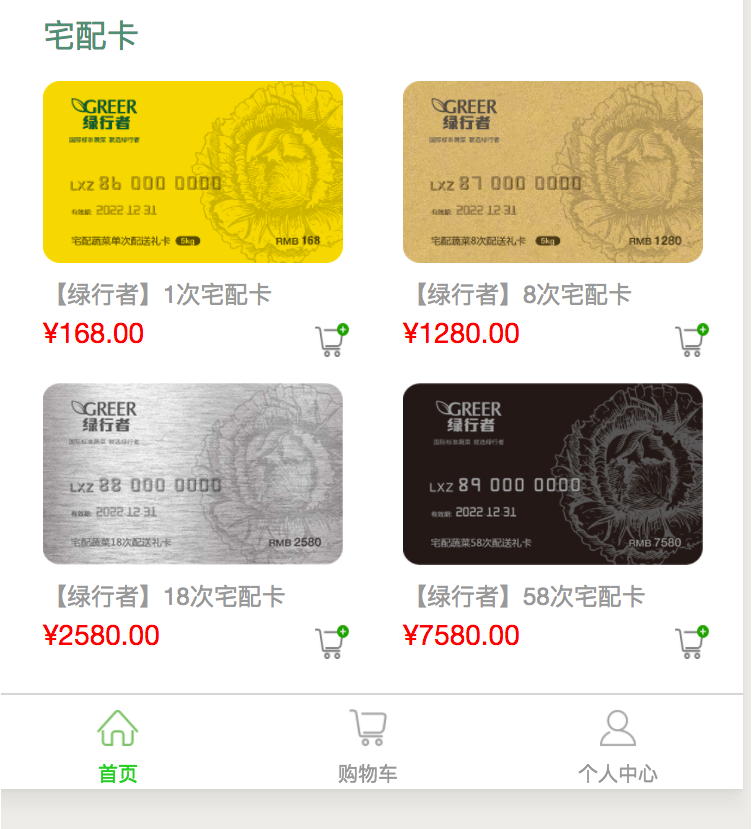 宅配卡
GREER
绿行者
国际标准蔬菜 就选绿行者
LXZ 86 000 0000
有效期: 2022 12 31
宅配蔬菜单次配送礼卡 5kg
RMB 168
GREER
绿行者
国际标准蔬菜 就选绿行者
LXZ 87 000 0000
有效期: 2022 12 31
宅配蔬菜8次配送礼卡 5kg
RMB 1280
【绿行者】1次宅配卡
¥168.00
【绿行者】8次宅配卡
¥1280.00
GREER
绿行者
国际标准蔬菜 就选绿行者
LXZ 88 000 0000
有效期: 2022 12 31
宅配蔬菜18次配送礼卡
RMB 2580
GREER
绿行者
国际标准蔬菜 就选绿行者
LXZ 89 000 0000
有效期: 2022 12 31
宅配蔬菜58次配送礼卡
RMB 7580
【绿行者】18次宅配卡
¥2580.00
【绿行者】58次宅配卡
¥7580.00
首页
购物车
个人中心